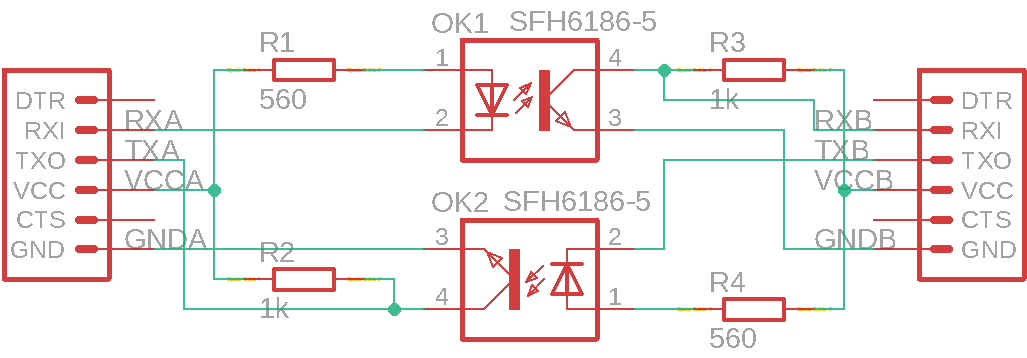 OK1 SFH6186-5
R1 R3
1 4
DTR 560 1k DTR
RXI RXA 2 3 RXB RXI
TXO TXA TXB TXO
VCC VCCA VCCB VCC
CTS OK2 SFH6186-5 CTS
GND GNDA 3 2 GNDB GND
R2 R4
1k 4 1
560